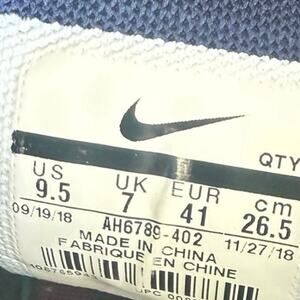 QTY
US UK EUR cm
9.5 7 41 26.5
09/19/18 AH6789-402 11/27/18
MADE IN CHINA
FABRIQUE EN CHINE
UPC